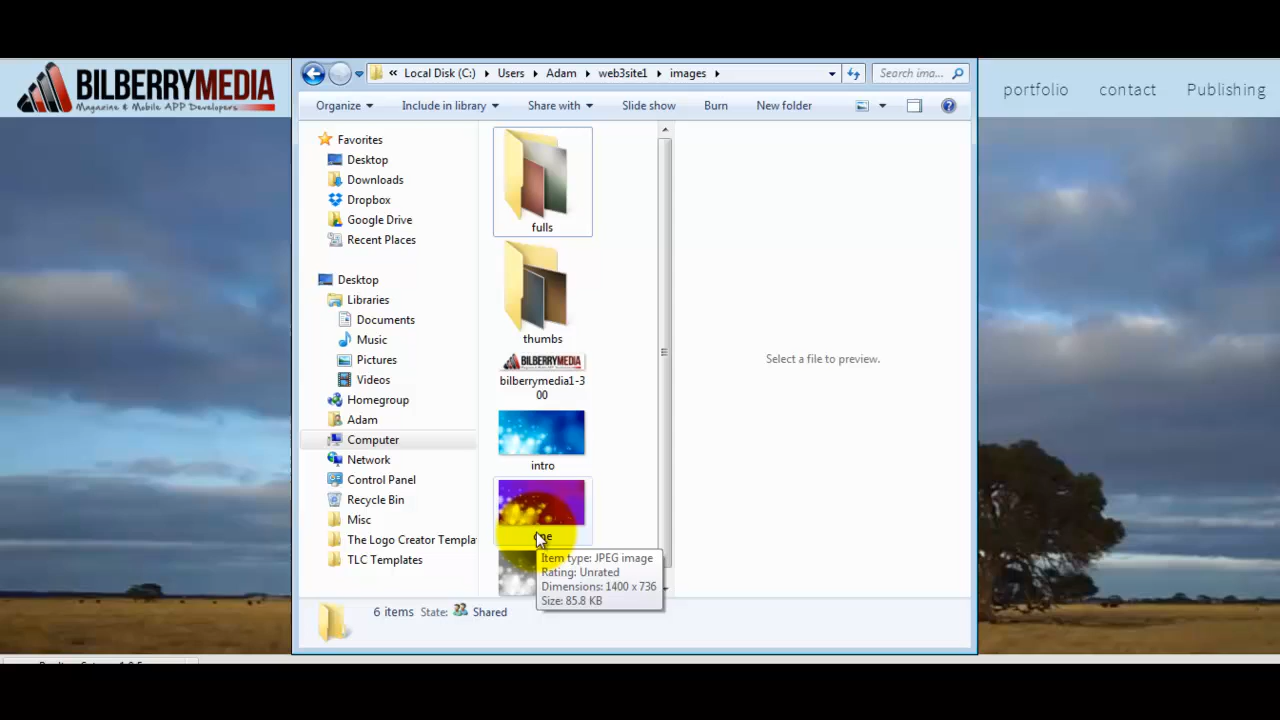 BILBERRYMEDIA
Magazine & Mobile APP Developers
« Local Disk (C:) Users Adam web3site1 images
Search ima...
portfolio contact Publishing
Organize Include in library Share with Slide show Burn New folder
Favorites
Desktop
Downloads
Dropbox
Google Drive
Recent Places
Desktop
Libraries
Documents
Music
Pictures
Videos
Homegroup
Adam
Computer
Network
Control Panel
Recycle Bin
Misc
The Logo Creator Templa
TLC Templates
fulls
thumbs
BILBERRYMEDIA
bilberrymedia1-3
00
intro
Item type: JPEG image
Rating: Unrated
Dimensions: 1400 x 736
Size: 85.8 KB
Select a file to preview.
6 items State: Shared